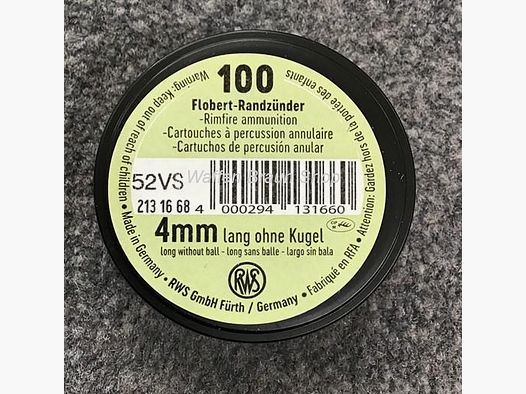 100
Flobert-Randzünder
-Rimfire ammunition
-Cartouches à percussion annulaire
-Cartuchos de percusión anular
Waffen Braun Shop
52VS
213 16 68 4 000294 131660
4mm lang ohne Kugel
long without ball - long sans balle - largo sin bala
RWS
Warning: Keep out of reach of children • Made in Germany • RWS GmbH Fürth / Germany • Fabriqué en RFA • Attention: Gardez hors de la portée des enfants